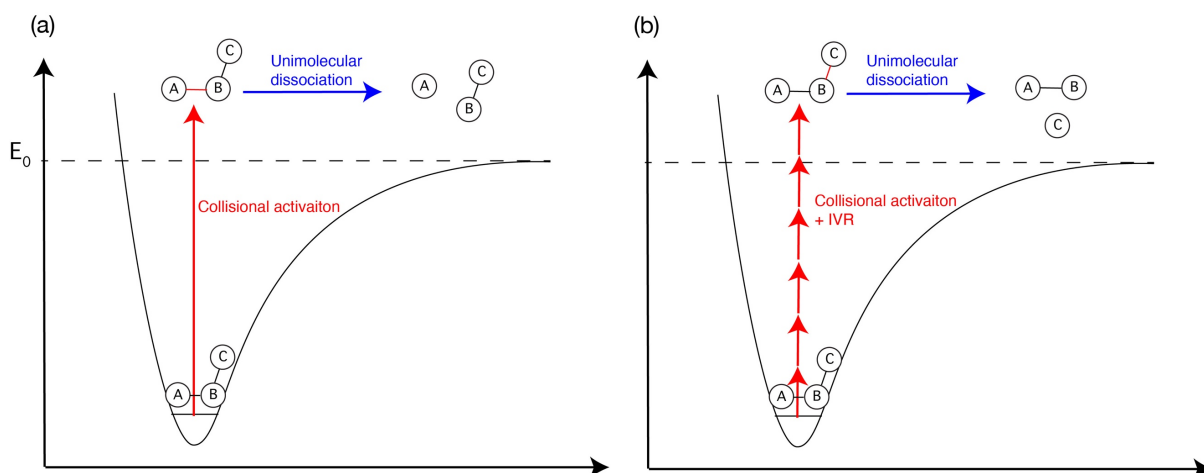 (a)
C
A
B
Unimolecular
dissociation
A
C
B
E0
Collisional activaiton
C
A
B
(b)
C
A
B
Unimolecular
dissociation
A
B
C
Collisional activaiton
+ IVR
C
A
B